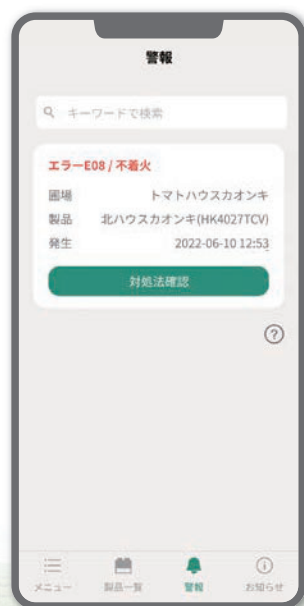 警報
キーワードで検索
エラーE08 / 不着火
圃場 トマトハウスカオンキ
製品 北ハウスカオンキ(HK4027TCV)
発生 2022-06-10 12:53
対処法確認
?
メニュー 製品一覧 警報 お知らせ